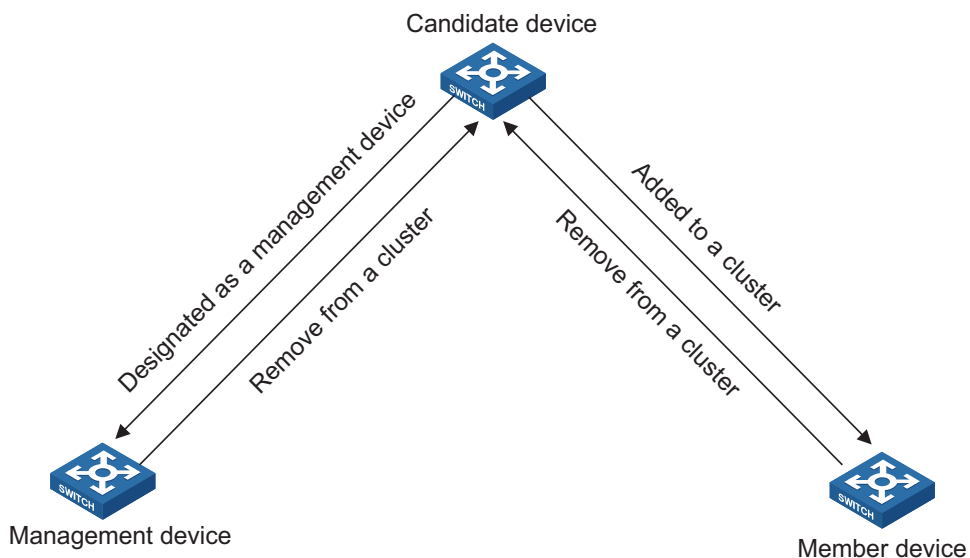 Candidate device
SWITCH
Designated as a management device
Remove from a cluster
Remove from a cluster
Added to a cluster
SWITCH
Management device
SWITCH
Member device